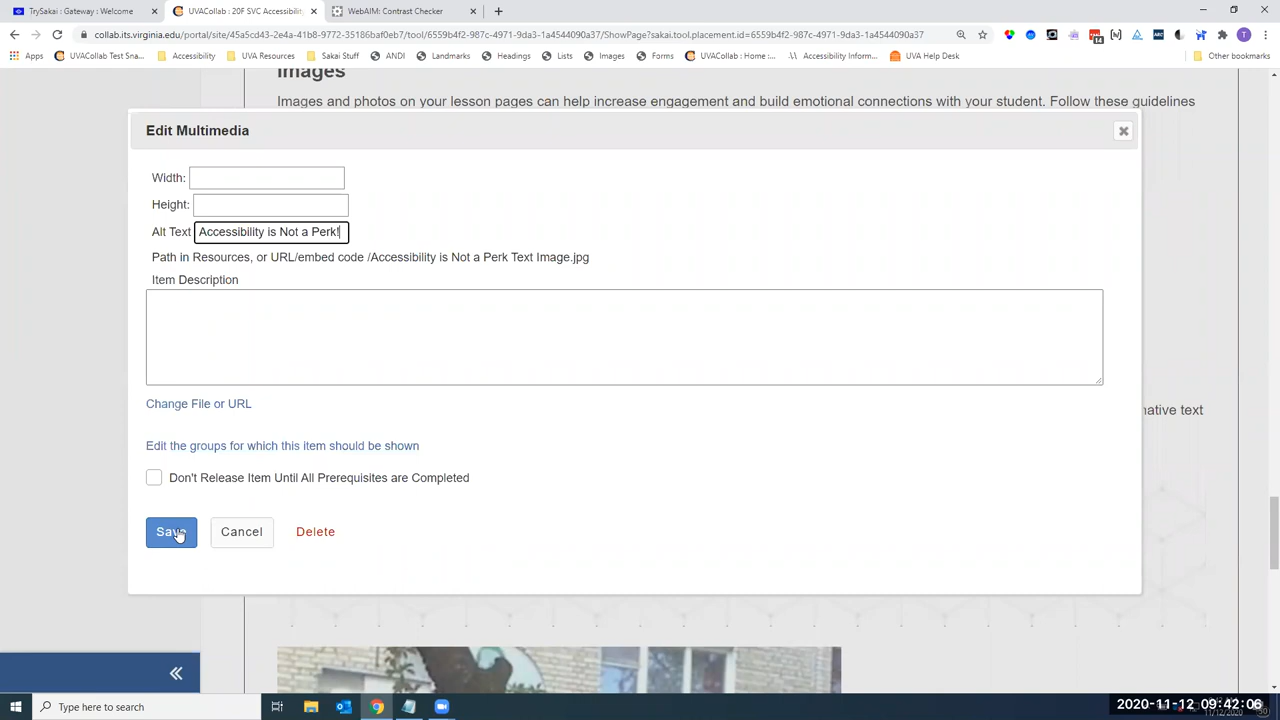 TrySakai : Gateway : Welcome
UVACollab : 20F SVC Accessibility
WebAIM: Contrast Checker
collab.its.virginia.edu/portal/site/45a5cd43-2e4a-41b8-9772-35186baf0ee7/tool/6559b4f2-987c-4971-9da3-1a4529094090a/ShowPage?sakai.tool.placement.id=6559b4f2-987c-4971-9da3-1a4529090a37
Apps
UVACollab Test Sna...
Accessibility
UVA Resources
Sakai Stuff
ANDI
Landmarks
Headings
Lists
Images
Forms
UVACollab : Home :...
Accessibility Inform...
UVA Help Desk
Other bookmarks
Images
Images and photos on your lesson pages can help increase engagement and build emotional connections with your student. Follow these guidelines
Edit Multimedia
Width:
Height:
Alt Text Accessibility is Not a Perk!
Path in Resources, or URL/embed code /Accessibility is Not a Perk Text Image.jpg
Item Description
Change File or URL
native text
Edit the groups for which this item should be shown
Don't Release Item Until All Prerequisites are Completed
Save Cancel Delete
Type here to search
2020-11-12 09:42:06